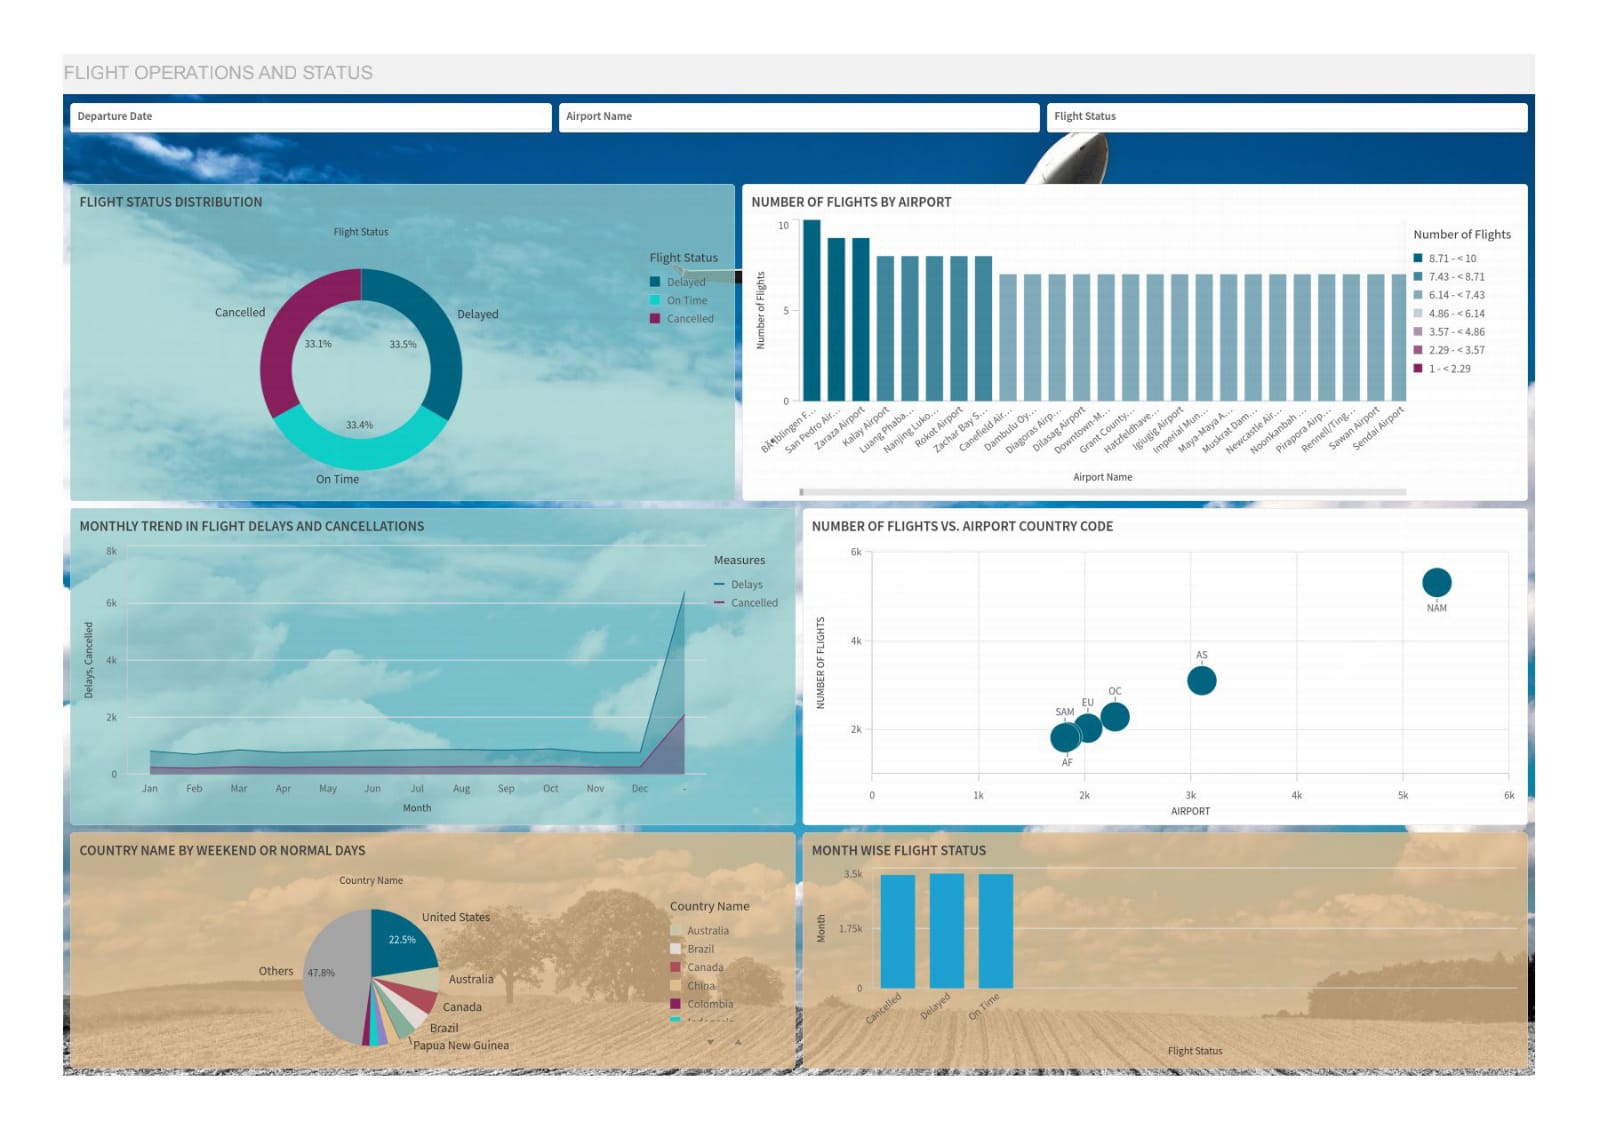 FLIGHT OPERATIONS AND STATUS
Departure Date
Airport Name
Flight Status
FLIGHT STATUS DISTRIBUTION
Flight Status
Cancelled
Delayed
33.1%
33.5%
33.4%
On Time
Flight Status
Delayed
On Time
Cancelled
NUMBER OF FLIGHTS BY AIRPORT
Number of Flights
10
5
0
San Pedro Air...
Zaraza Airport
Kalay Airport
Luang Phaba...
Nanjing Luko...
Rokot Airport
Zachar Bay S...
Canefield Air...
Dambulu Oy...
Diagoras Airp...
Dilasag Airport
Downtown-M...
Grant County...
Hatzfeldhave...
Igiugig Airport
Imperial Mun...
Maya-Maya A...
Muskrat Dam...
Newcastle Air...
Noonkanbah ...
Pirapora Airp...
Rennell/Ting...
Sawan Airport
Sendai Airport
Airport Name
Number of Flights
8.71 - < 10
7.43 - < 8.71
6.14 - < 7.43
4.86 - < 6.14
3.57 - < 4.86
2.29 - < 3.57
1 - < 2.29
MONTHLY TREND IN FLIGHT DELAYS AND CANCELLATIONS
Delays, Cancelled
8k
6k
4k
2k
0
Jan Feb Mar Apr May Jun Jul Aug Sep Oct Nov Dec -
Month
Measures
Delays
Cancelled
NUMBER OF FLIGHTS VS. AIRPORT COUNTRY CODE
NUMBER OF FLIGHTS
6k
4k
2k
NAM
AS
OC
EU
SAM
AF
0 1k 2k 3k 4k 5k 6k
AIRPORT
COUNTRY NAME BY WEEKEND OR NORMAL DAYS
Country Name
United States
22.5%
Others
47.8%
Australia
Canada
Brazil
Papua New Guinea
Country Name
Australia
Brazil
Canada
China
Colombia
MONTH WISE FLIGHT STATUS
Month
3.5k
1.75k
0
Cancelled
Delayed
On Time
Flight Status